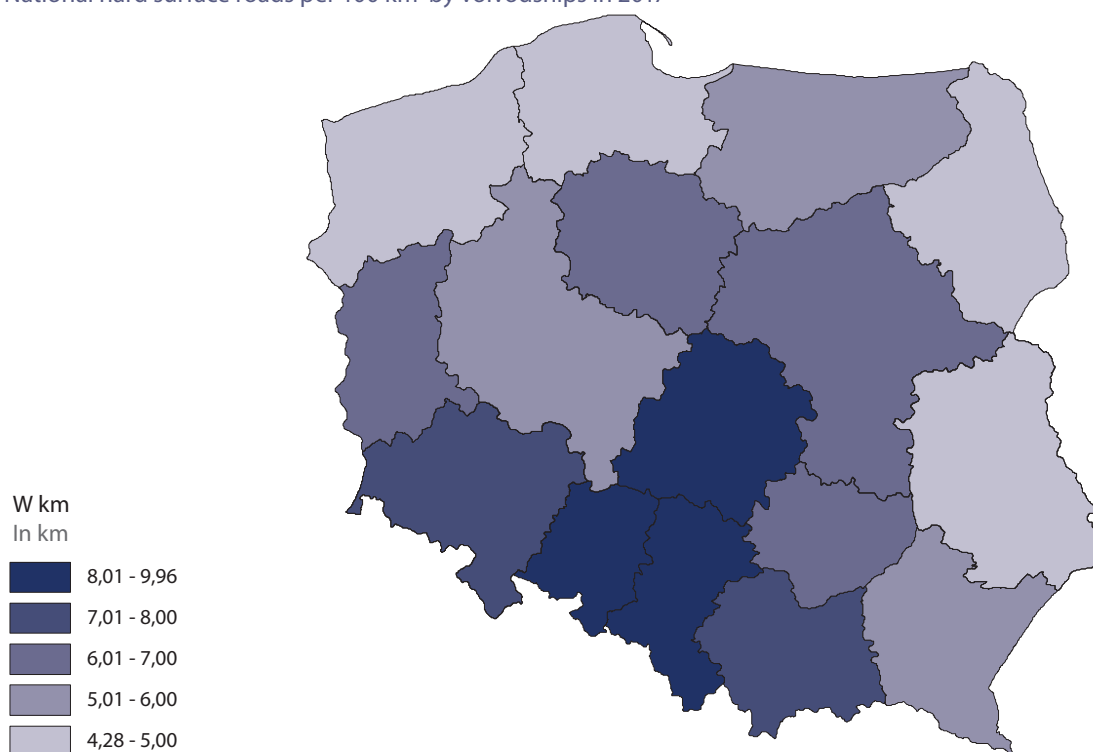 National hard surface roads per 100 km² by voivodships in 2017
W km
In km
8,01 - 9,96
7,01 - 8,00
6,01 - 7,00
5,01 - 6,00
4,28 - 5,00